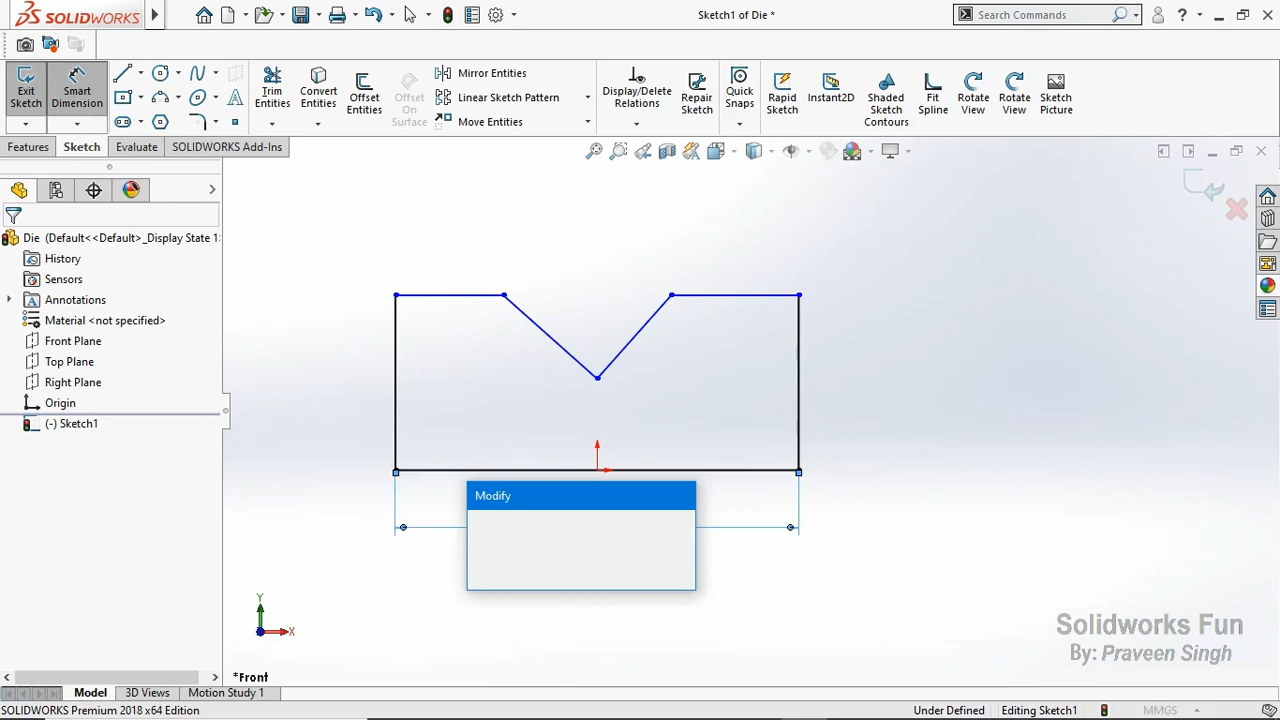 SOLIDWORKS
Sketch1 of Die *
Search Commands
?
Exit Sketch
Smart Dimension
Trim Entities
Convert Entities
Offset Entities
Offset On Surface
Mirror Entities
Linear Sketch Pattern
Move Entities
Display/Delete Relations
Repair Sketch
Quick Snaps
Rapid Sketch
Instant2D
Shaded Sketch Contours
Fit Spline
Rotate View
Rotate View
Sketch Picture
Features
Sketch
Evaluate
SOLIDWORKS Add-Ins
Die (Default<<Default>_Display State 1
History
Sensors
Annotations
Material <not specified>
Front Plane
Top Plane
Right Plane
Origin
(-) Sketch1
Modify
Y
X
*Front
Solidworks Fun
By: Praveen Singh
Model
3D Views
Motion Study 1
SOLIDWORKS Premium 2018 x64 Edition
Under Defined
Editing Sketch1
MMGS